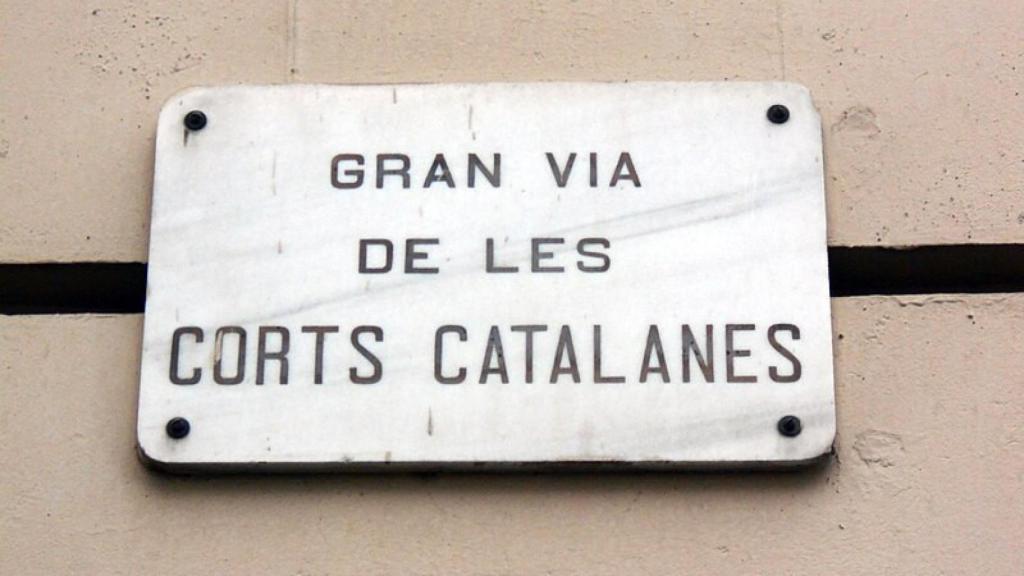 GRAN VIA
DE LES
CORTS CATALANES